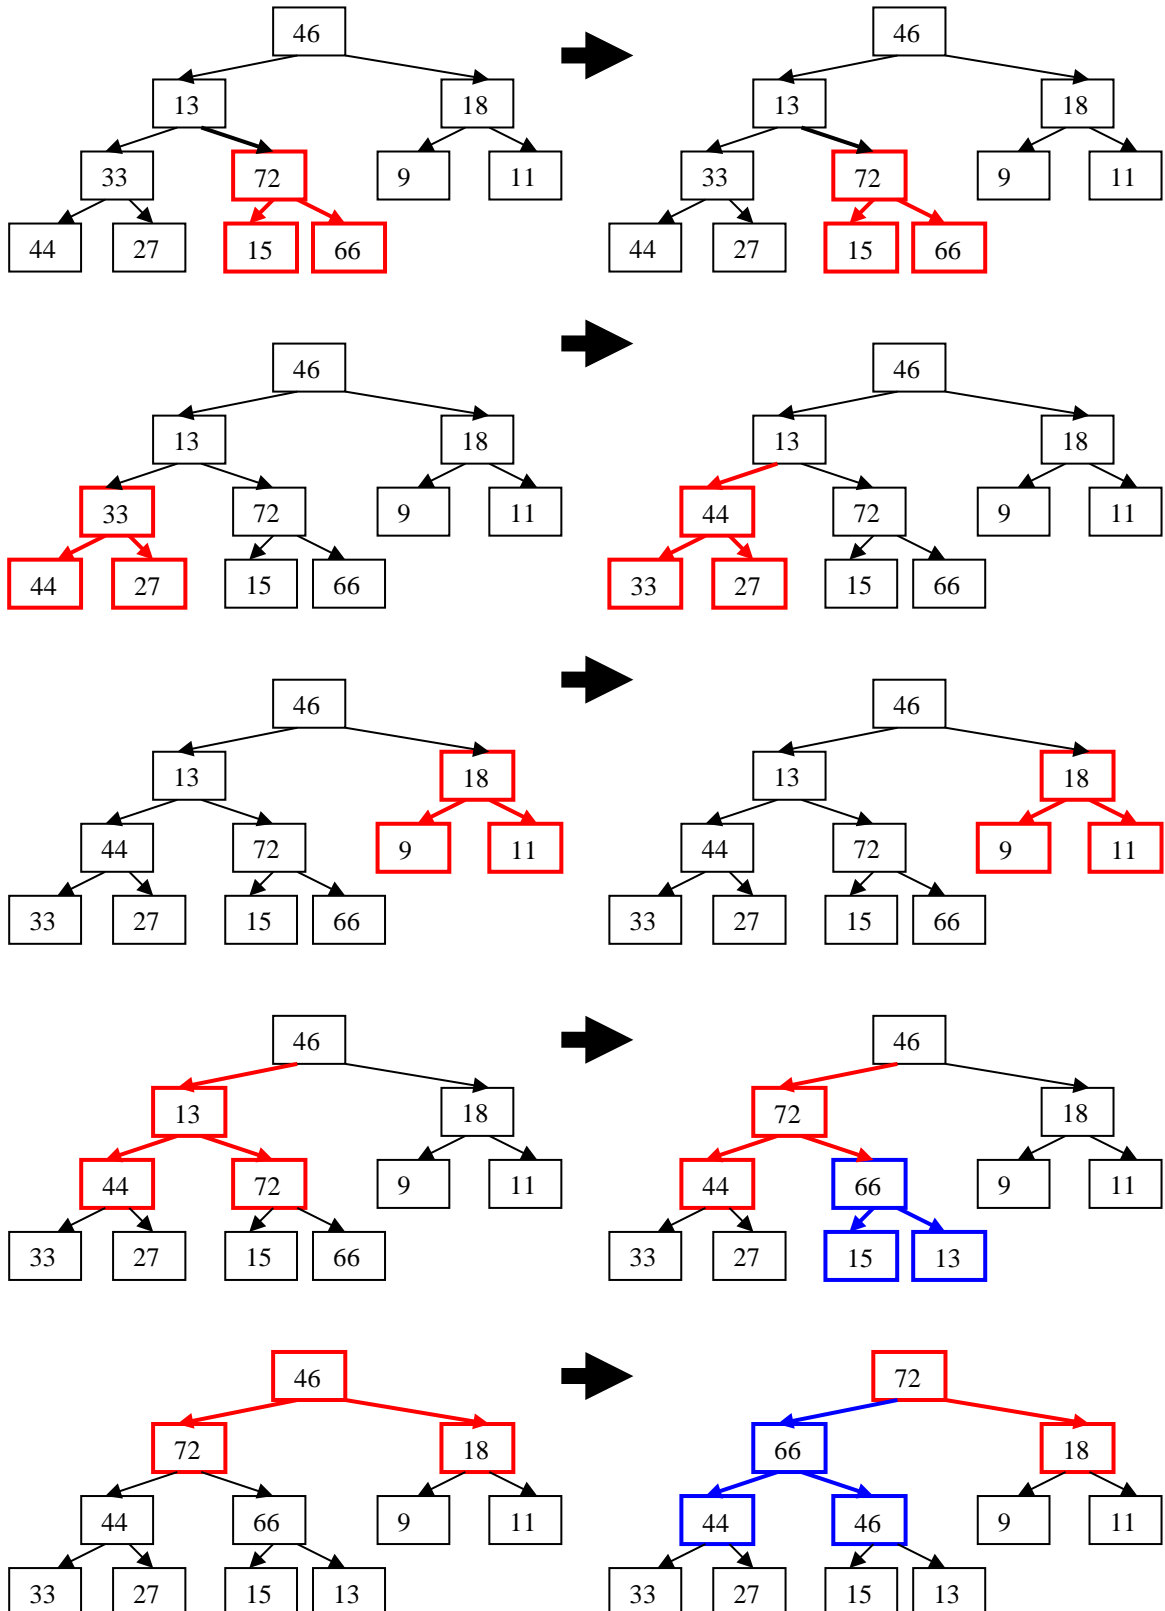 46 46
13 18 13 18
33 72 9 11 33 72 9 11
44 27 15 66 44 27 15 66
46 46
13 18 13 18
33 72 9 11 44 72 9 11
44 27 15 66 33 27 15 66
46 46
13 18 13 18
44 72 9 11 44 72 9 11
33 27 15 66 33 27 15 66
46 46
13 18 72 18
44 72 9 11 44 66 9 11
33 27 15 66 33 27 15 13
46 72
72 18 66 18
44 66 9 11 44 46 9 11
33 27 15 13 33 27 15 13